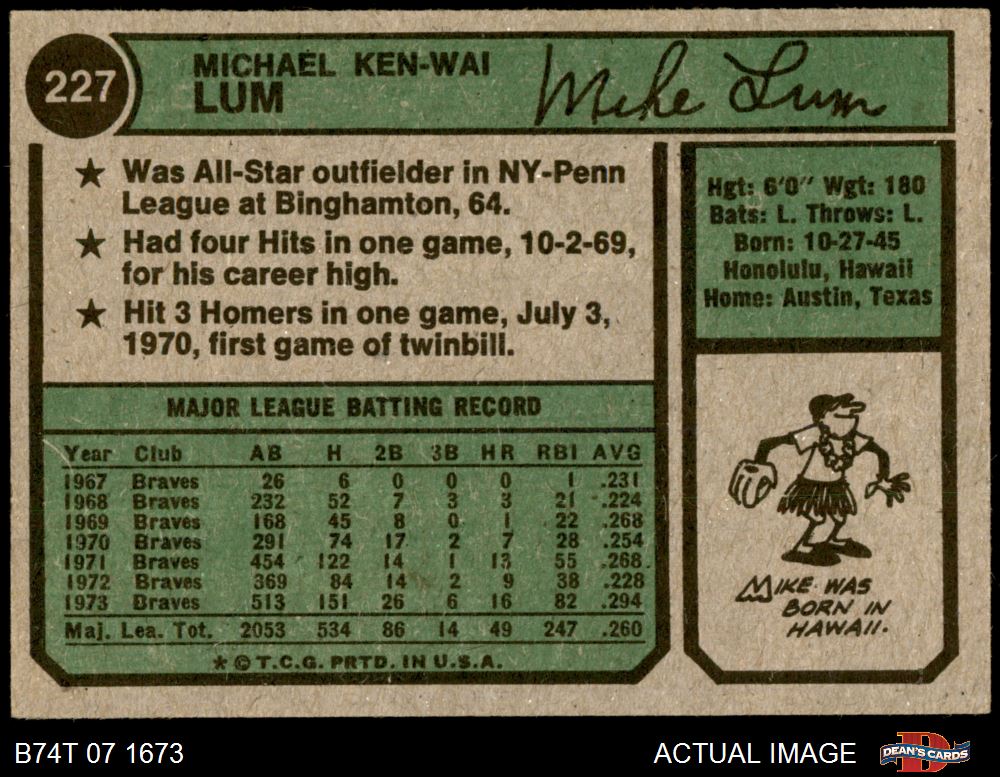 227
MICHAEL KEN-WAI
LUM
Mike Lum
★ Was All-Star outfielder in NY-Penn
League at Binghamton, 64.
★ Had four Hits in one game, 10-2-69,
for his career high.
★ Hit 3 Homers in one game, July 3,
1970, first game of twinbill.
Hgt: 6'0" Wgt: 180
Bats: L. Throws: L.
Born: 10-27-45
Honolulu, Hawaii
Home: Austin, Texas
MAJOR LEAGUE BATTING RECORD
Year Club AB H 2B 3B HR RBI AVG
1967 Braves 26 6 0 0 0 1 .231
1968 Braves 232 52 7 3 3 21 .224
1969 Braves 168 45 8 0 1 22 .268
1970 Braves 291 74 17 2 7 28 .254
1971 Braves 454 122 14 1 13 55 .268
1972 Braves 369 84 14 2 9 38 .228
1973 Braves 513 151 26 6 16 82 .294
Maj. Lea. Tot. 2053 534 86 14 49 247 .260
★ © T.C.G. PRTD. IN U.S.A.
MIKE WAS
BORN IN
HAWAII.
B74T 07 1673
ACTUAL IMAGE
DEAN'S CARDS